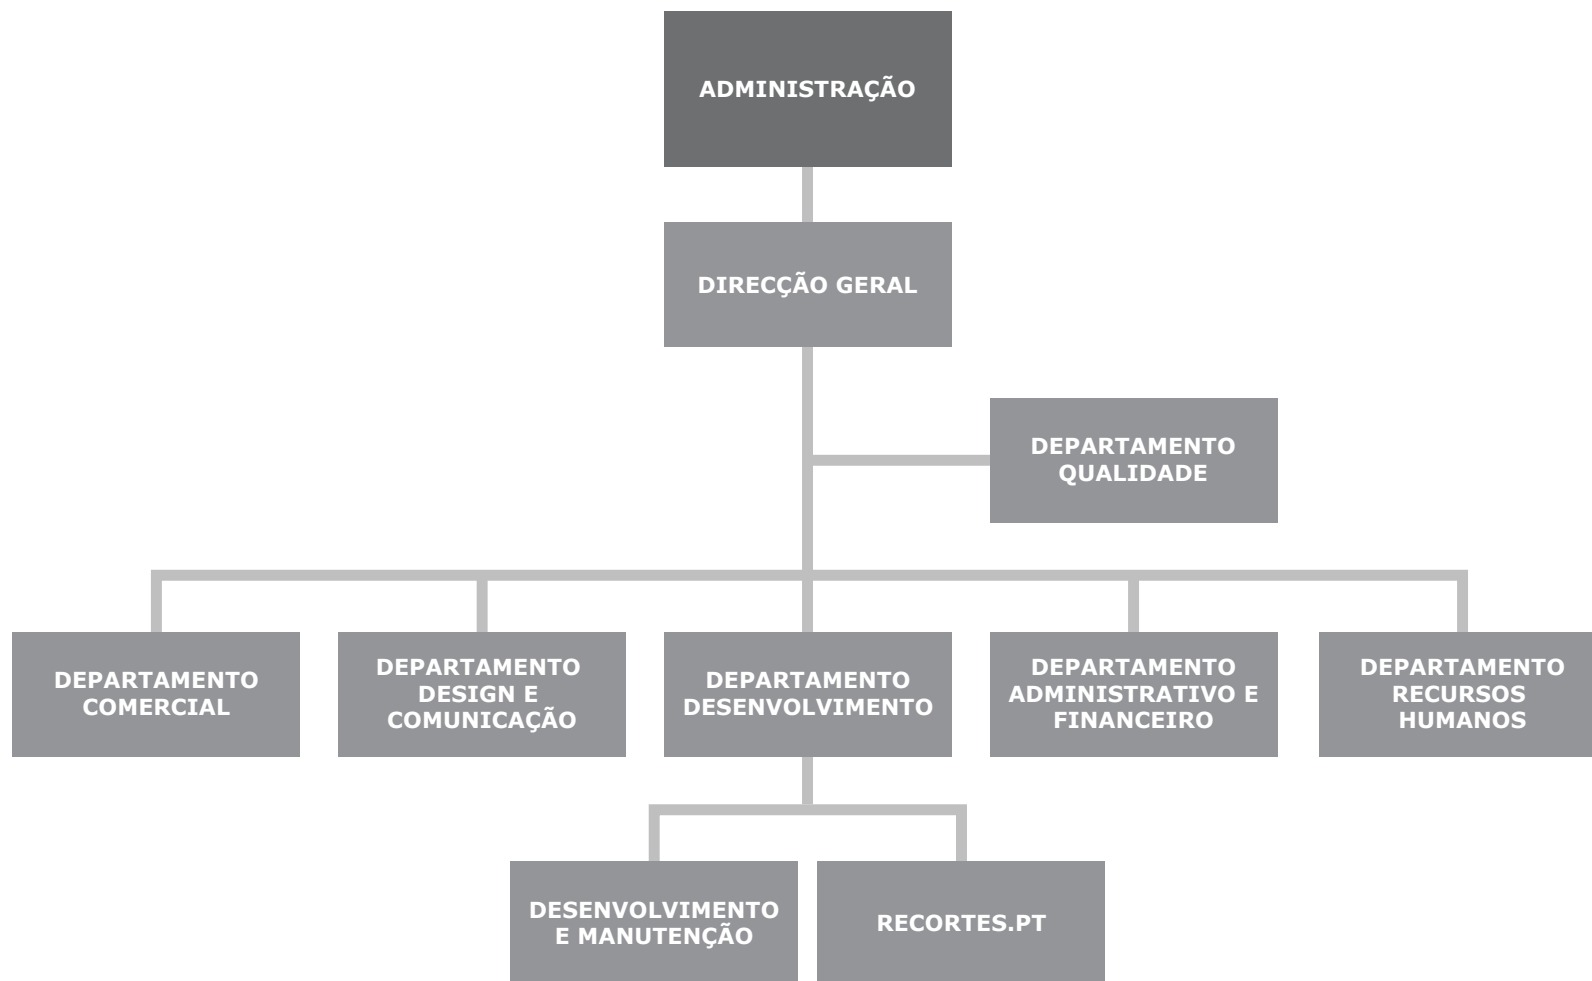 ADMINISTRAÇÃO
DIRECÇÃO GERAL
DEPARTAMENTO
QUALIDADE
DEPARTAMENTO
COMERCIAL
DEPARTAMENTO
DESIGN E
COMUNICAÇÃO
DEPARTAMENTO
DESENVOLVIMENTO
DEPARTAMENTO
ADMINISTRATIVO E
FINANCEIRO
DEPARTAMENTO
RECURSOS
HUMANOS
DESENVOLVIMENTO
E MANUTENÇÃO
RECORTES.PT